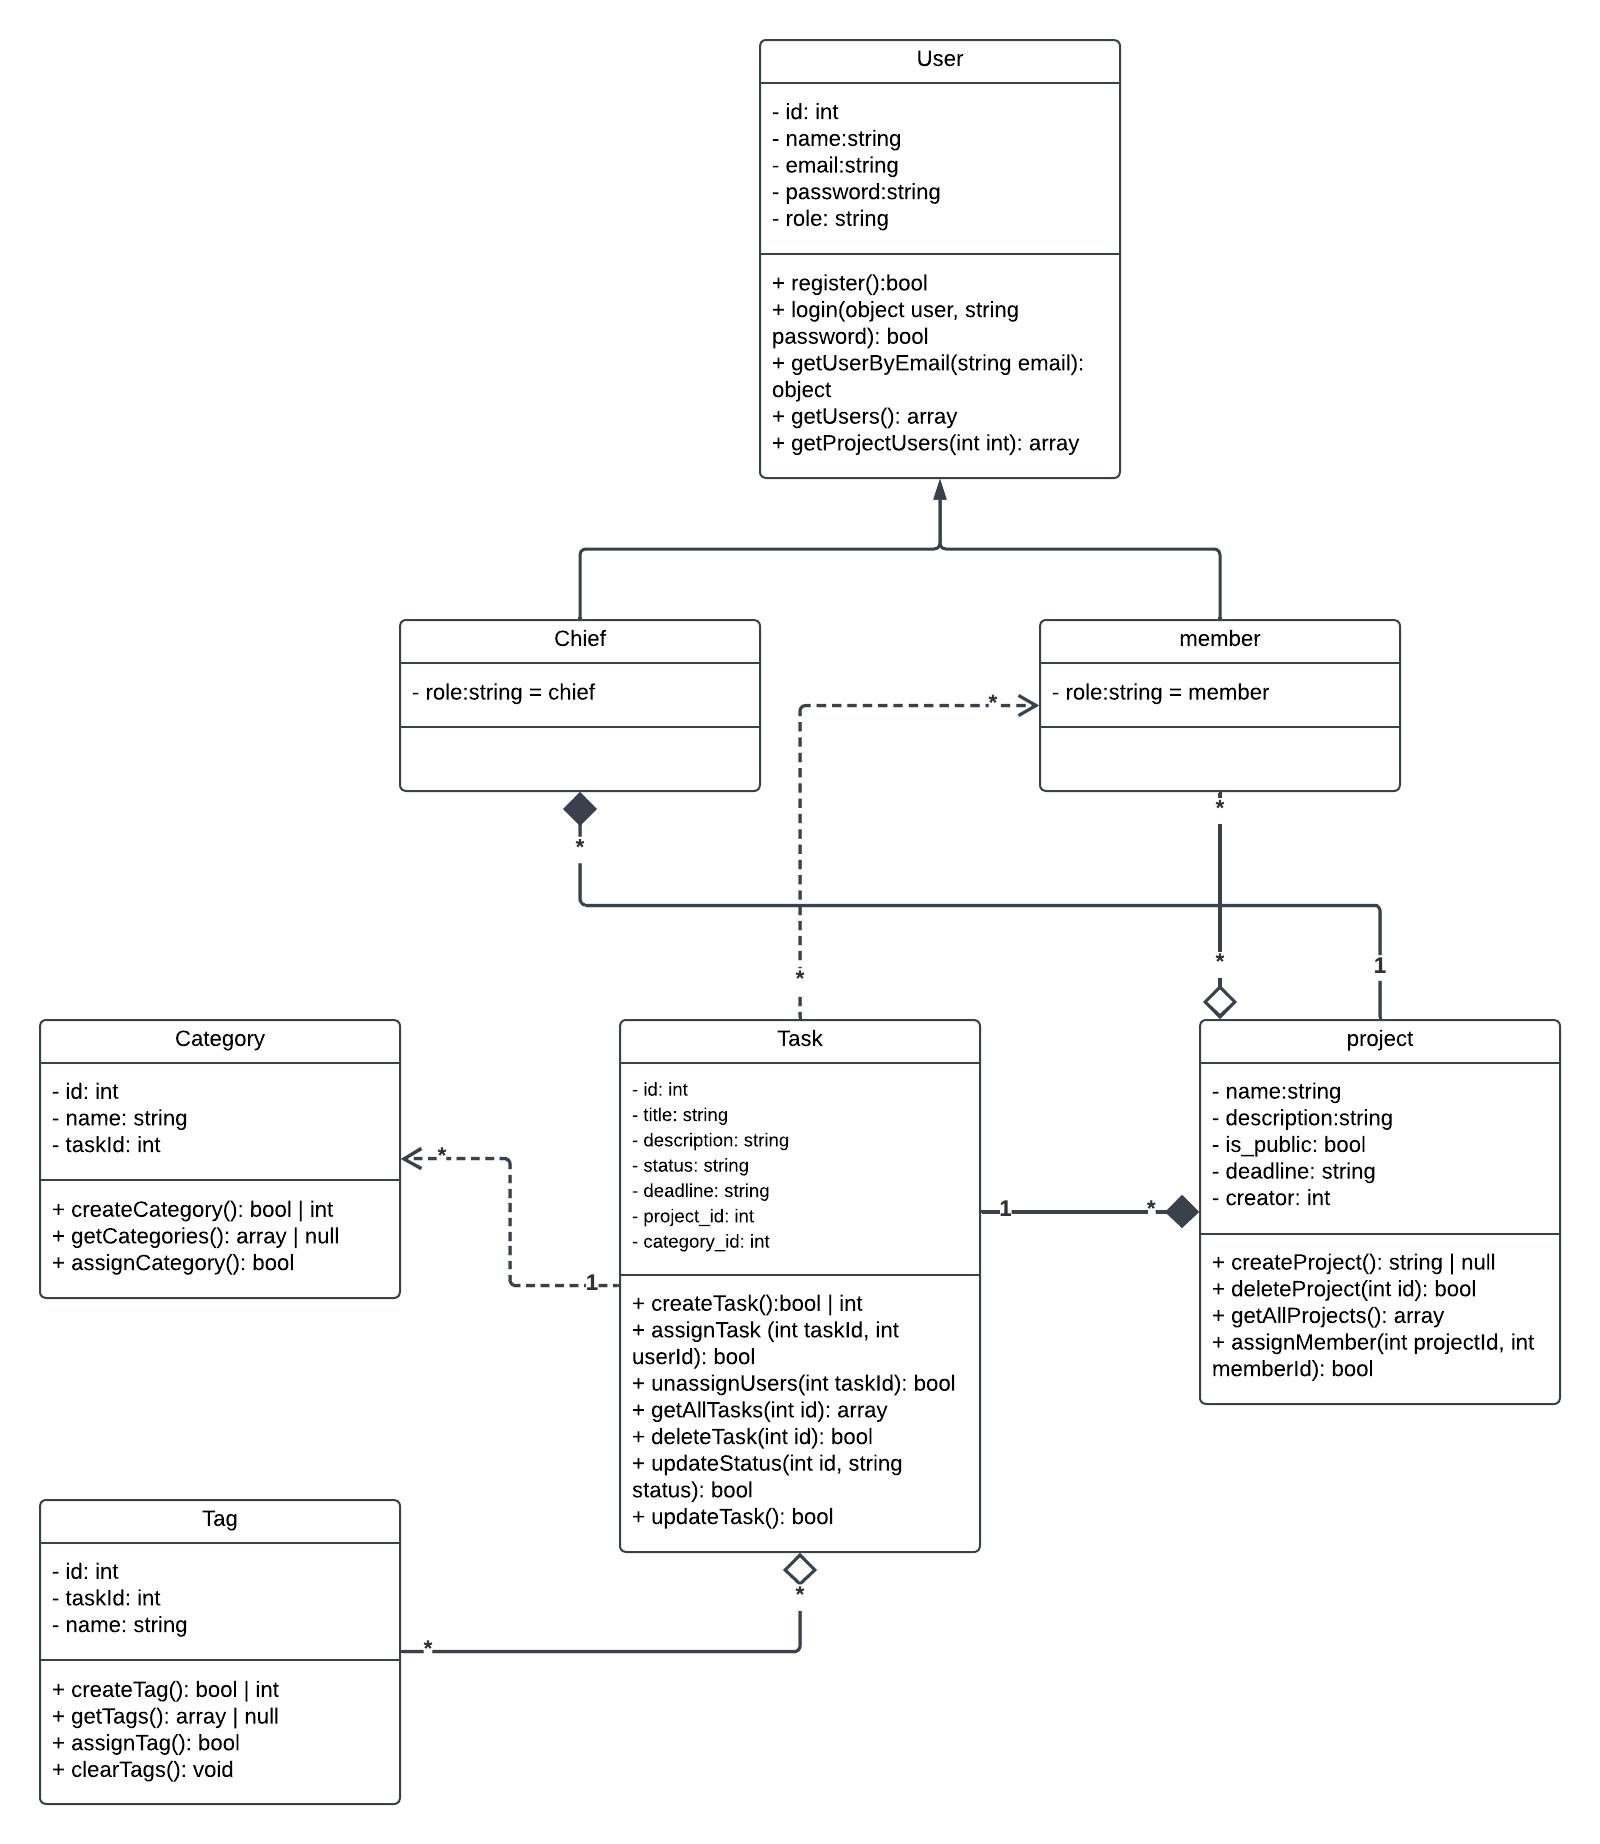 User
- id: int
- name:string
- email:string
- password:string
- role: string
+ register():bool
+ login(object user, string
password): bool
+ getUserByEmail(string email):
object
+ getUsers(): array
+ getProjectUsers(int int): array
Chief
- role:string = chief
member
- role:string = member
*
*
*
*
*
1
Category
- id: int
- name: string
- taskId: int
+ createCategory(): bool | int
+ getCategories(): array | null
+ assignCategory(): bool
*
1
Task
- id: int
- title: string
- description: string
- status: string
- deadline: string
- project_id: int
- category_id: int
+ createTask():bool | int
+ assignTask (int taskId, int
userId): bool
+ unassignUsers(int taskId): bool
+ getAllTasks(int id): array
+ deleteTask(int id): bool
+ updateStatus(int id, string
status): bool
+ updateTask(): bool
1
*
project
- name:string
- description:string
- is_public: bool
- deadline: string
- creator: int
+ createProject(): string | null
+ deleteProject(int id): bool
+ getAllProjects(): array
+ assignMember(int projectId, int
memberId): bool
*
*
Tag
- id: int
- taskId: int
- name: string
+ createTag(): bool | int
+ getTags(): array | null
+ assignTag(): bool
+ clearTags(): void
*